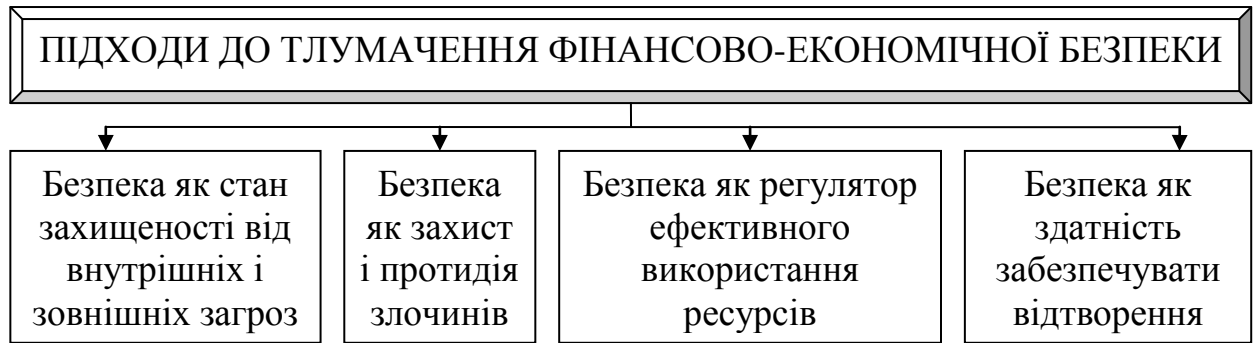 ПІДХОДИ ДО ТЛУМАЧЕННЯ ФІНАНСОВО-ЕКОНОМІЧНОЇ БЕЗПЕКИ
Безпека як стан
захищеності від
внутрішніх і
зовнішніх загроз
Безпека
як захист
і протидія
злочинів
Безпека як регулятор
ефективного
використання
ресурсів
Безпека як
здатність
забезпечувати
відтворення